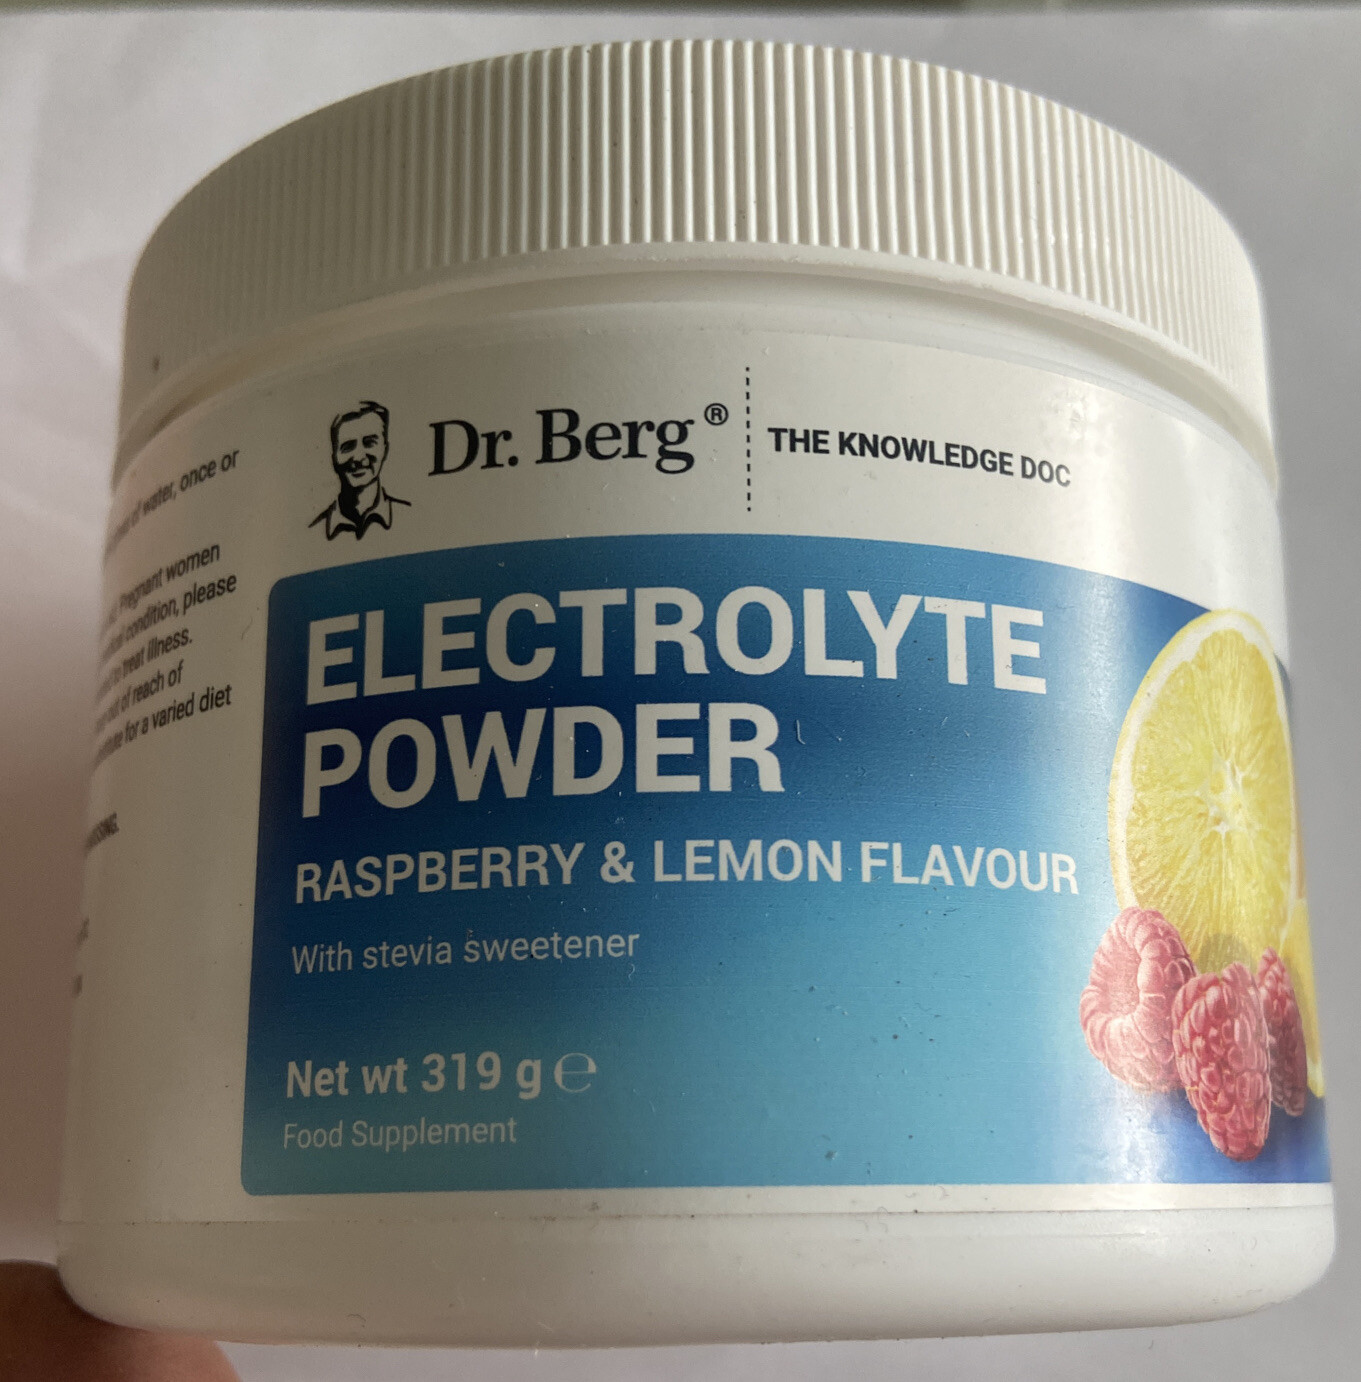 Dr. Berg®
THE KNOWLEDGE DOC
ELECTROLYTE
POWDER
RASPBERRY & LEMON FLAVOUR
With stevia sweetener
Net wt 319 g ℮
Food Supplement
of water, once or
Pregnant women
condition, please
to treat illness.
out of reach of
for a varied diet